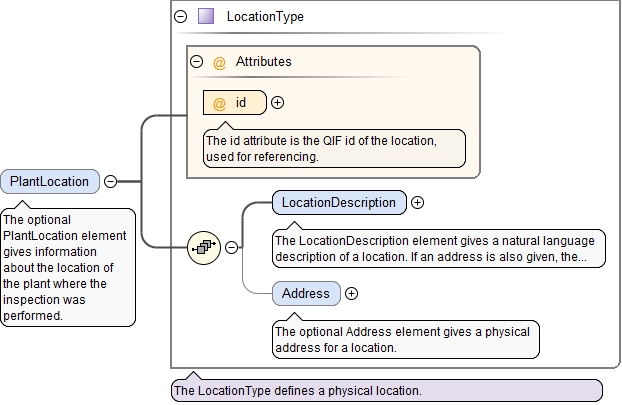 LocationType
@ Attributes
@ id
The id attribute is the QIF id of the location,
used for referencing.
PlantLocation
The optional
PlantLocation element
gives information
about the location of
the plant where the
inspection was
performed.
LocationDescription
The LocationDescription element gives a natural language
description of a location. If an address is also given, the...
Address
The optional Address element gives a physical
address for a location.
The LocationType defines a physical location.